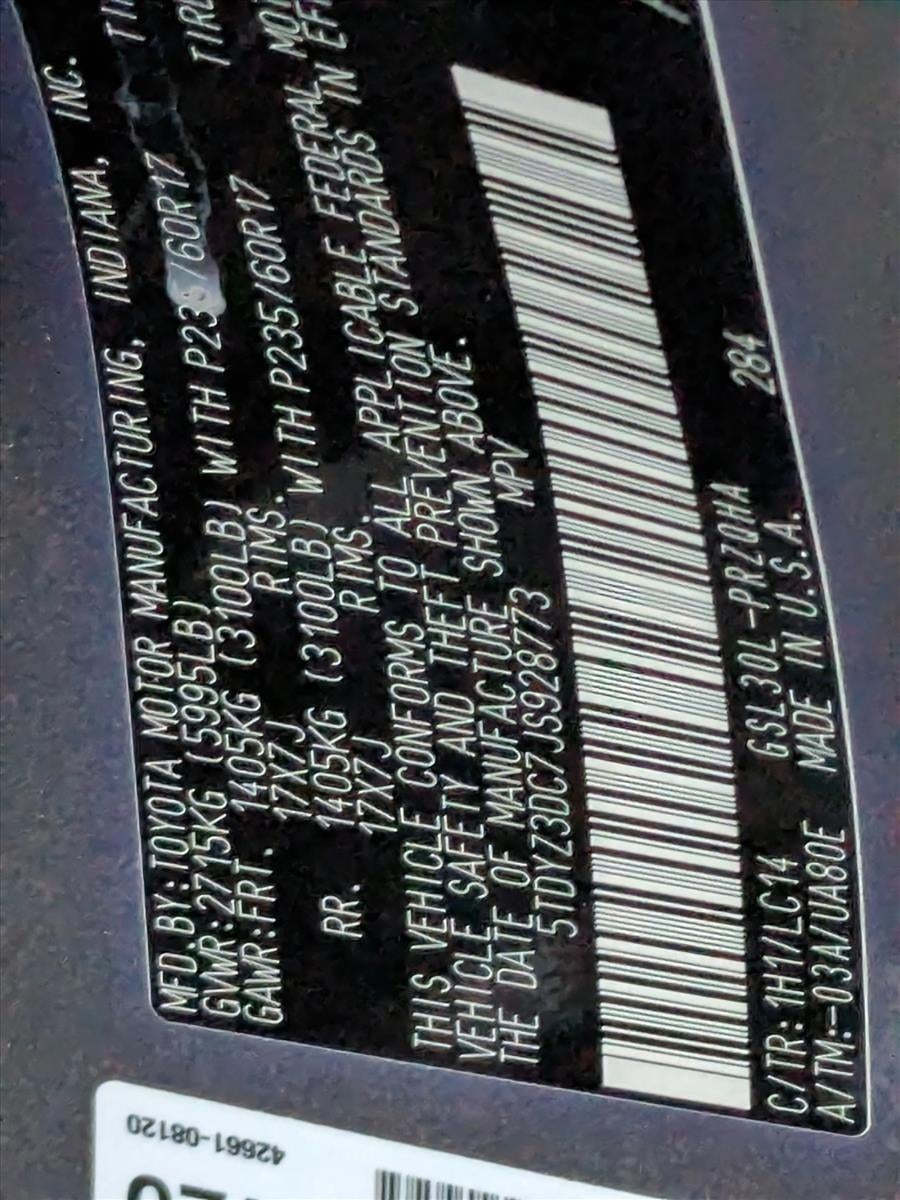 MFD.BY:TOYOTA MOTOR MANUFACTURING, INDIANA, INC.
GVWR:2715KG (5995LB)
GAWR:FRT. 1405KG (3100LB) WITH P235/60R17
17X7J RIMS.
RR. 1405KG (3100LB) WITH P235/60R17
17X7J RIMS.
THIS VEHICLE CONFORMS TO ALL APPLICABLE FEDERAL
VEHICLE SAFETY AND THEFT PREVENTION STANDARDS IN
THE DATE OF MANUFACTURE SHOWN ABOVE.
5TDYZ3DC7JS928773 MPV
C/TR: 1H1/LC14 GSL30L-PRZQHA 284
A/TM:-03A/UA80E MADE IN U.S.A.
42661-08120